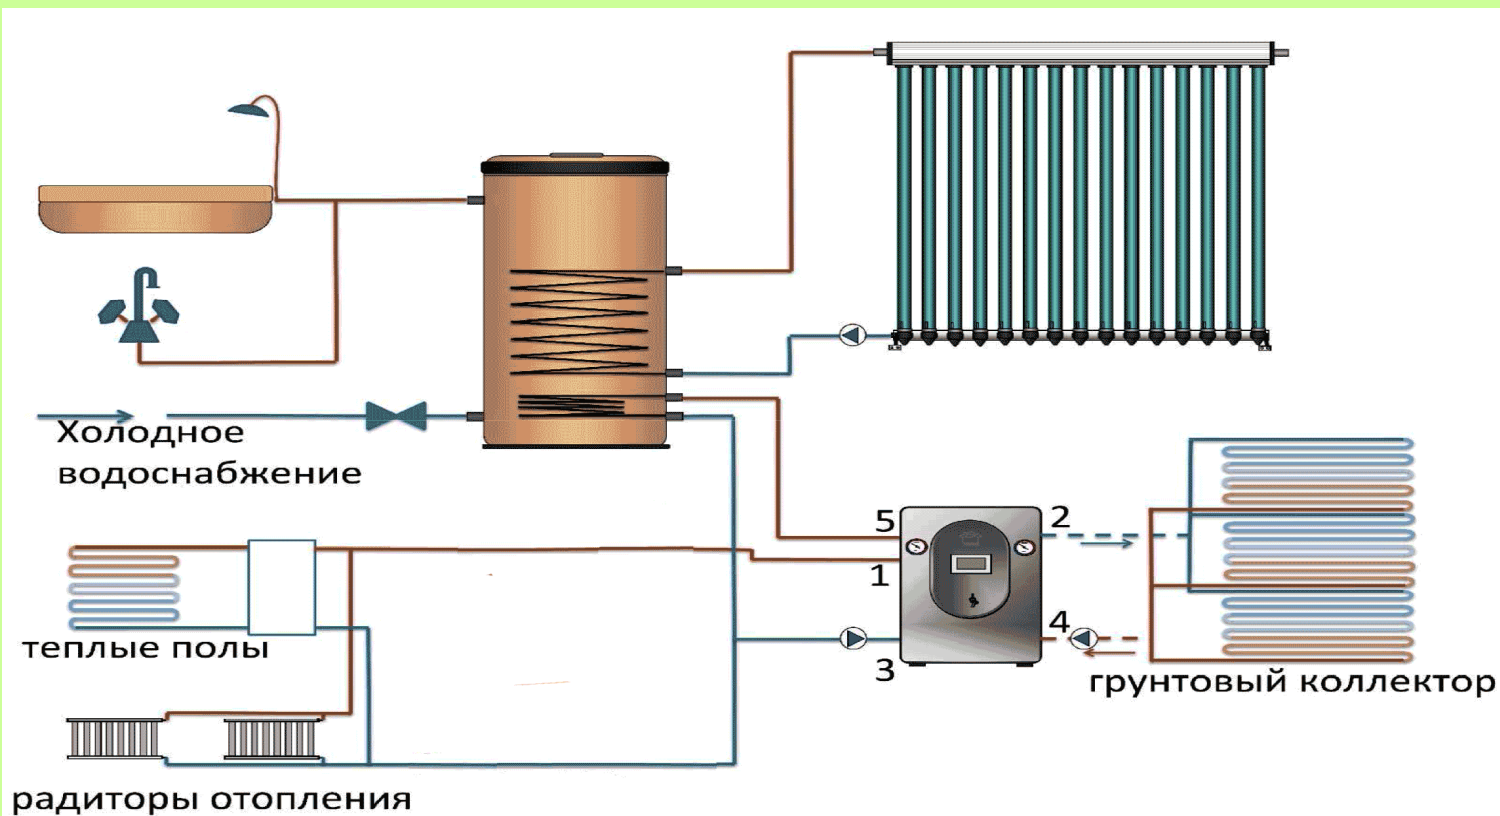 Холодное
водоснабжение
5
2
1
4
3
теплые полы
грунтовый коллектор
радиторы отопления